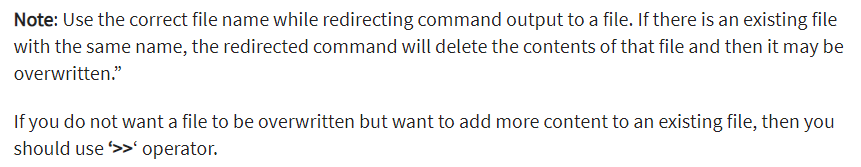 Note: Use the correct file name while redirecting command output to a file. If there is an existing file
with the same name, the redirected command will delete the contents of that file and then it may be
overwritten.”
If you do not want a file to be overwritten but want to add more content to an existing file, then you
should use ‘>>‘ operator.